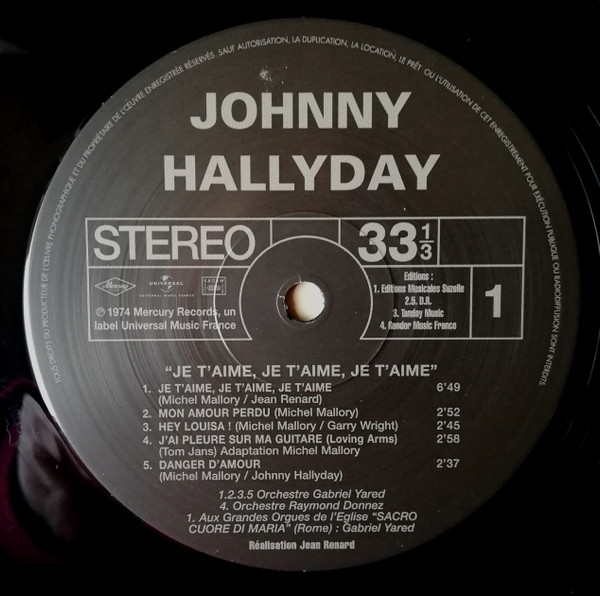 TOUS DROITS DU PRODUCTEUR DE L'ŒUVRE PHONOGRAPHIQUE ET DU PROPRIÉTAIRE DE L'ŒUVRE ENREGISTRÉE RÉSERVÉS. SAUF AUTORISATION, LA DUPLICATION, LA LOCATION, LE PRÊT OU L'UTILISATION DE CET ENREGISTREMENT POUR EXÉCUTION PUBLIQUE OU RADIODIFFUSION SONT INTERDITS
JOHNNY
HALLYDAY
STEREO
33 1/3
Mercury
UNIVERSAL
℗ 1974 Mercury Records, un
label Universal Music France
Editions :
1. Editions Musicales Suzelle
2.5. D.R.
3. Tanday Music
4. Rondor Music France
1
“JE T'AIME, JE T'AIME, JE T'AIME”
1. JE T'AIME, JE T'AIME, JE T'AIME 6'49
(Michel Mallory / Jean Renard)
2. MON AMOUR PERDU (Michel Mallory) 2'52
3. HEY LOUISA ! (Michel Mallory / Garry Wright) 2'45
4. J'AI PLEURE SUR MA GUITARE (Loving Arms) 2'58
(Tom Jans) Adaptation Michel Mallory
5. DANGER D'AMOUR 2'37
(Michel Mallory / Johnny Hallyday)
1.2.3.5 Orchestre Gabriel Yared
4. Orchestre Raymond Donnez
1. Aux Grandes Orgues de l'Eglise “SACRO
CUORE DI MARIA” (Rome) : Gabriel Yared
Réalisation Jean Renard